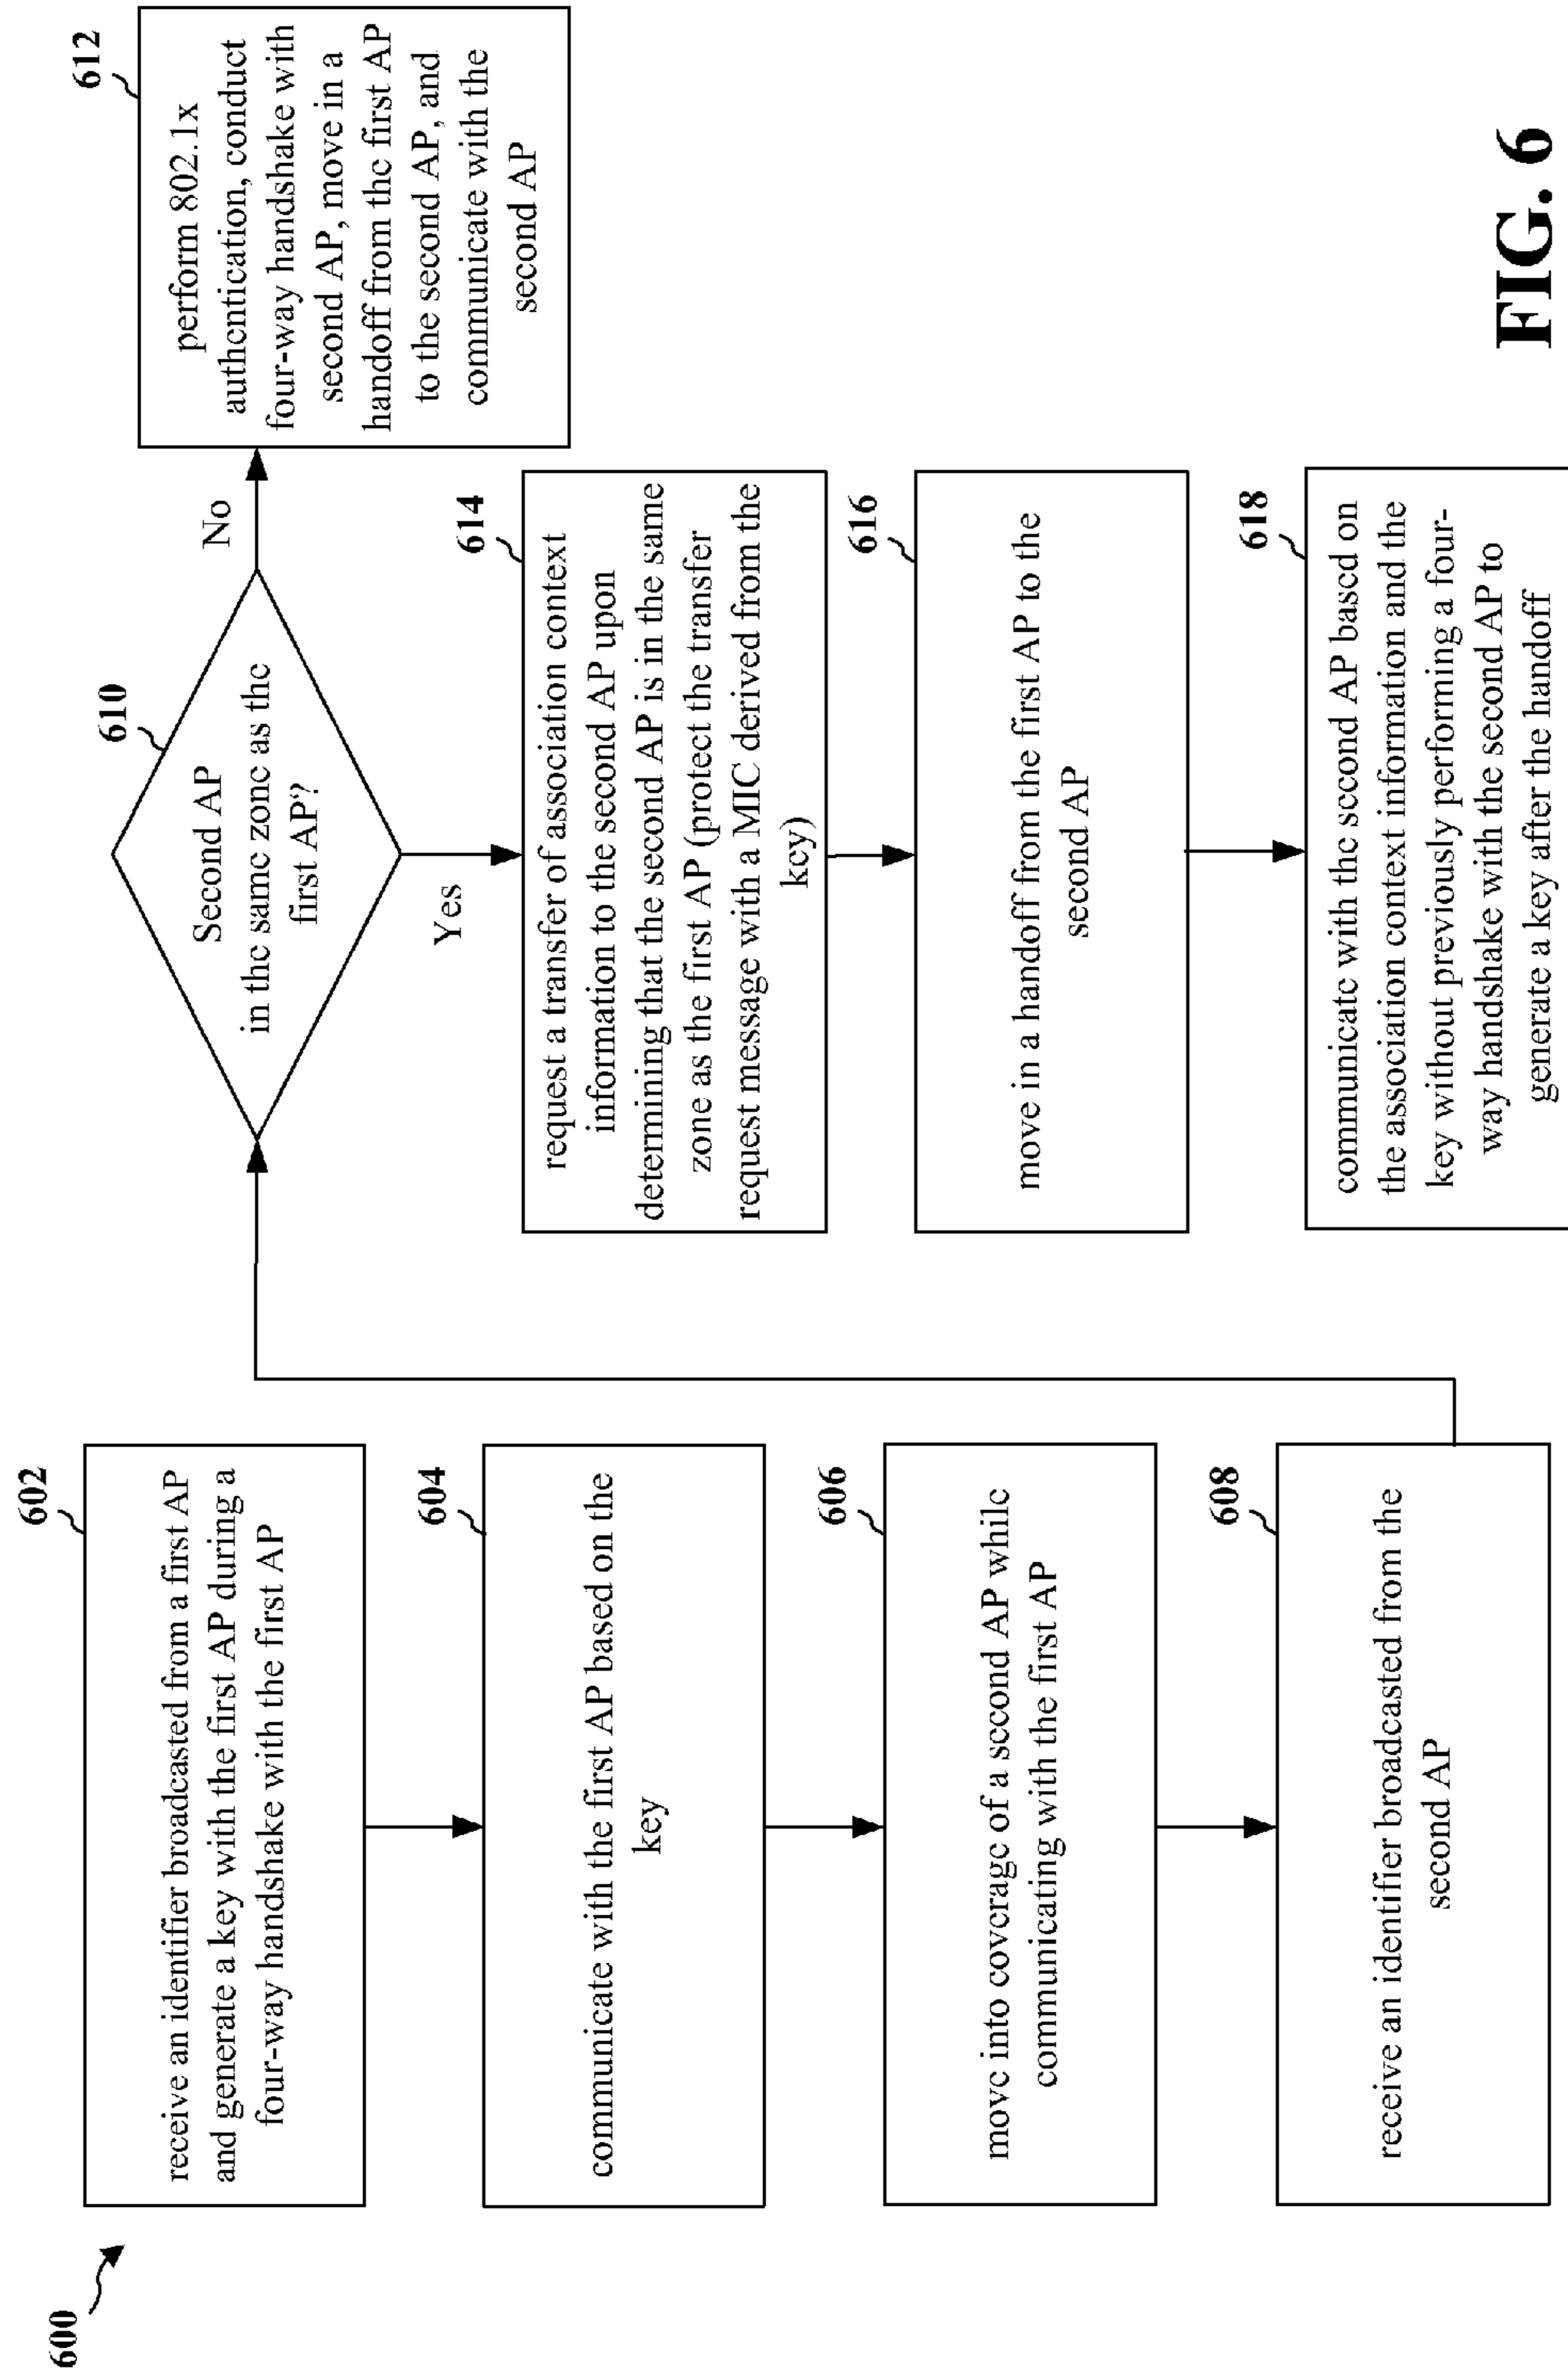 600
602
receive an identifier broadcasted from a first AP
and generate a key with the first AP during a
four-way handshake with the first AP
604
communicate with the first AP based on the
key
606
move into coverage of a second AP while
communicating with the first AP
608
receive an identifier broadcasted from the
second AP
610
Second AP
in the same zone as the
first AP?
No
Yes
612
perform 802.1x
authentication, conduct
four-way handshake with
second AP, move in a
handoff from the first AP
to the second AP, and
communicate with the
second AP
614
request a transfer of association context
information to the second AP upon
determining that the second AP is in the same
zone as the first AP (protect the transfer
request message with a MIC derived from the
key)
616
move in a handoff from the first AP to the
second AP
618
communicate with the second AP based on
the association context information and the
key without previously performing a four-
way handshake with the second AP to
generate a key after the handoff
FIG. 6